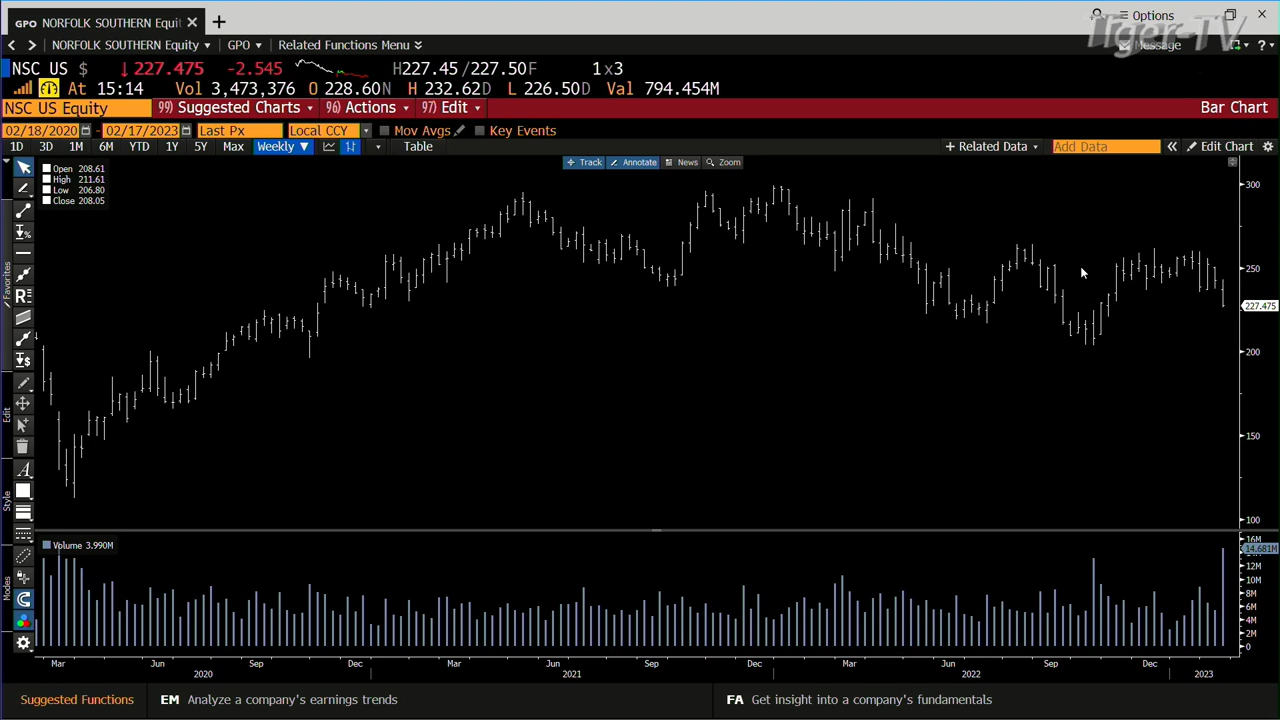 GPO NORFOLK SOUTHERN Equit × +
Options
Tiger-TV
NORFOLK SOUTHERN Equity ▾ GPO ▾ Related Functions Menu
Message
?
NSC US $ ↓227.475 -2.545 H227.45/227.50F 1x3
At 15:14 Vol 3,473,376 O 228.60N H 232.62D L 226.50D Val 794.454M
NSC US Equity 99) Suggested Charts 96) Actions 97) Edit Bar Chart
02/18/2020 - 02/17/2023 Last Px Local CCY Mov Avgs Key Events
1D 3D 1M 6M YTD 1Y 5Y Max Weekly ▼ Table + Related Data Add Data « Edit Chart
Track Annotate News Zoom
Open 208.61
High 211.61
Low 206.80
Close 208.05
300
250
227.475
200
150
100
Favorites
Edit
Style
Modes
Volume 3.990M
16M
14.681M
12M
10M
8M
6M
4M
2M
0
Mar Jun Sep Dec Mar Jun Sep Dec Mar Jun Sep Dec
2020 2021 2022 2023
Suggested Functions EM Analyze a company's earnings trends FA Get insight into a company's fundamentals